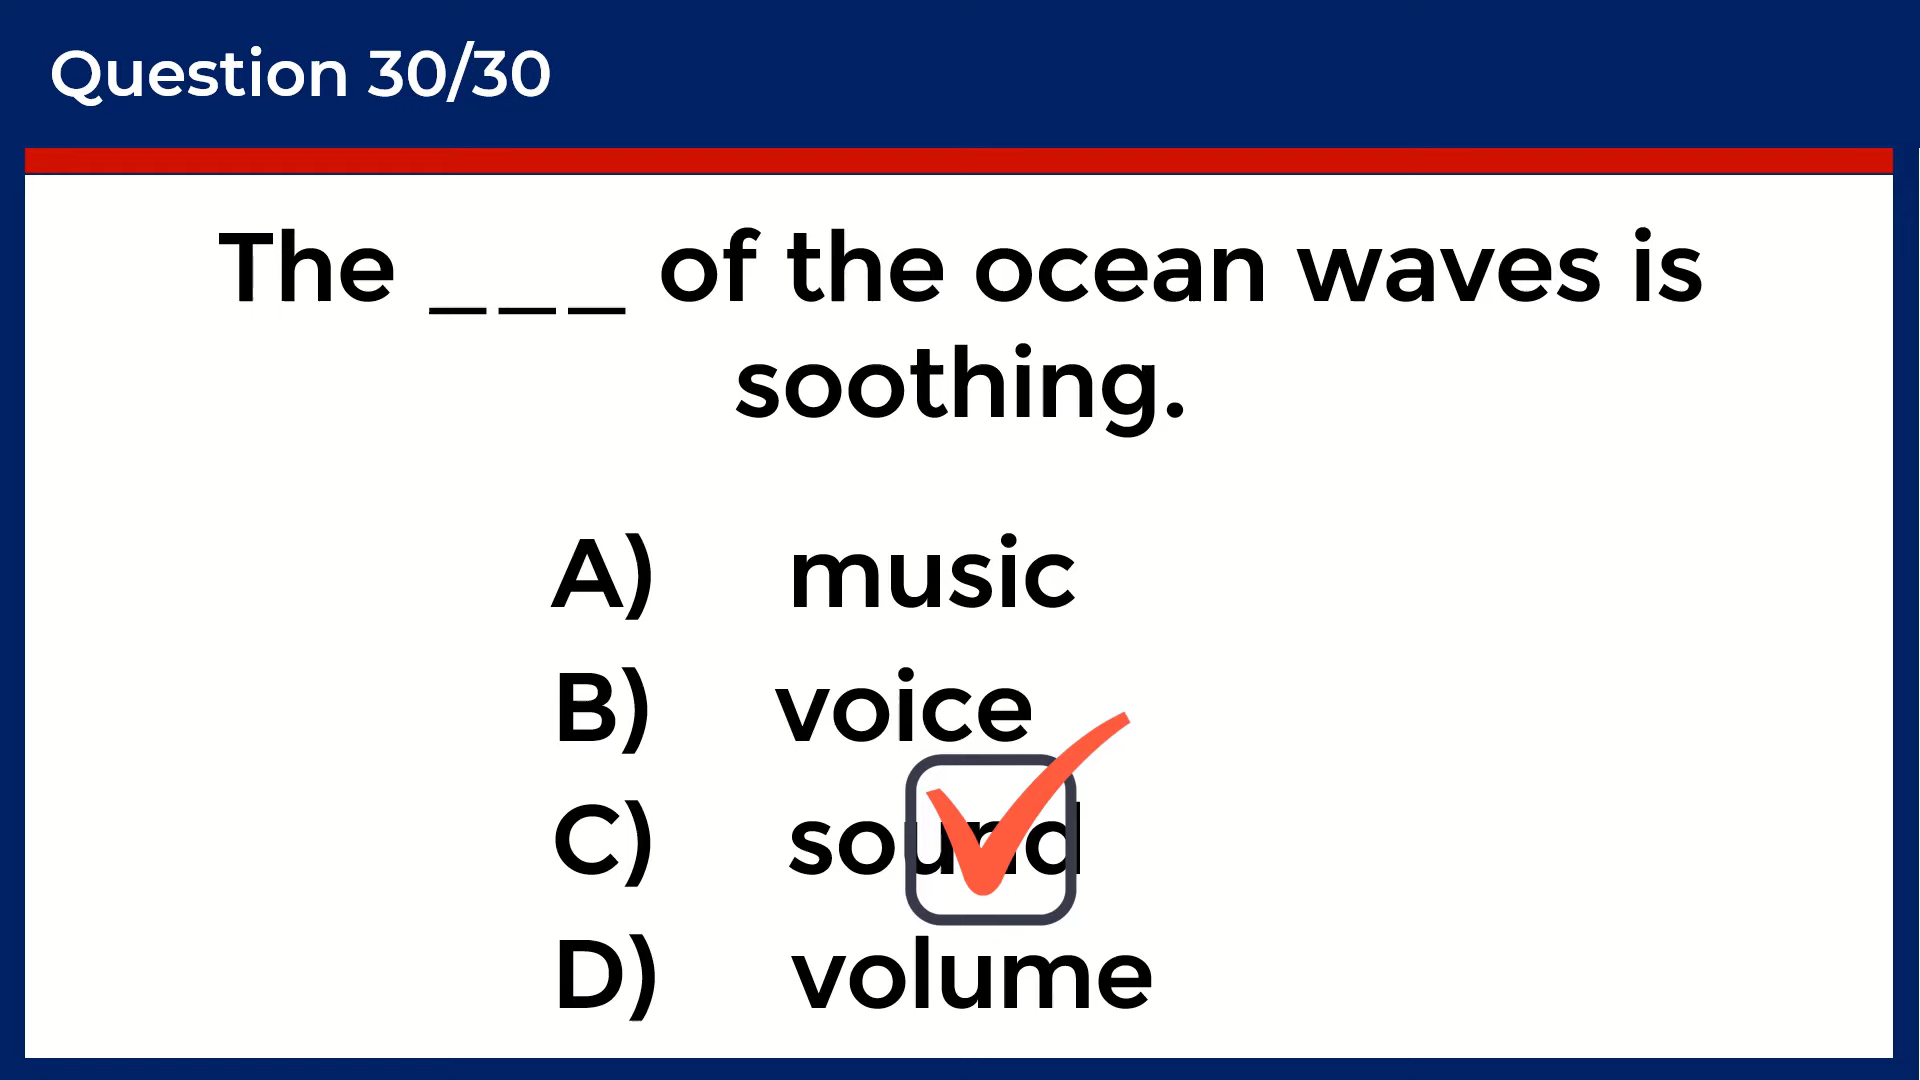 Question 30/30
The ___ of the ocean waves is
soothing.
A) music
B) voice
C) sound
D) volume